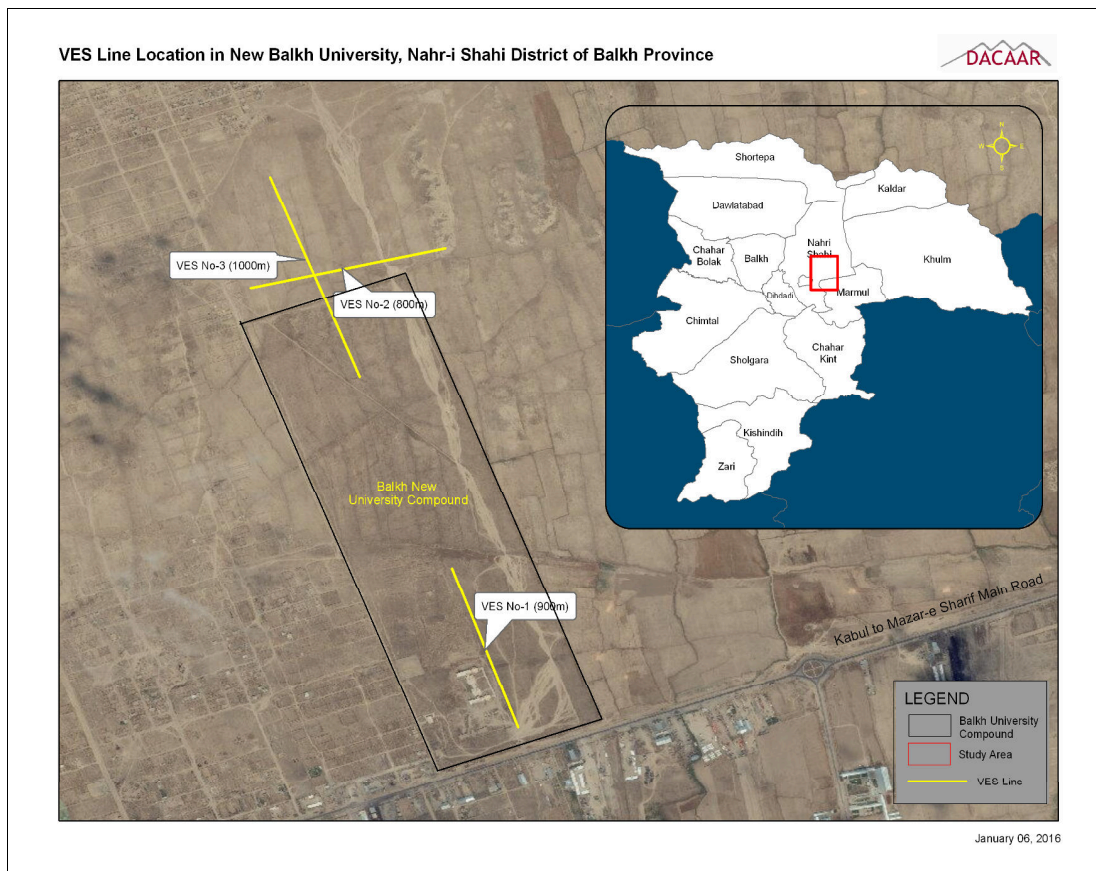 VES Line Location in New Balkh University, Nahr-i Shahi District of Balkh Province
DACAAR
N
W
E
S
Shortepa
Kaldar
Dawlatabad
Nahri
Shahi
Chahar
Bolak
Balkh
Khulm
Dihdadi
Marmul
Chimtal
Sholgara
Chahar
Kint
Kishindih
Zari
VES No-3 (1000m)
VES No-2 (800m)
Balkh New
University Compound
VES No-1 (900m)
Kabul to Mazar-e Sharif Main Road
LEGEND
Balkh University
Compound
Study Area
VES Line
January 06, 2016